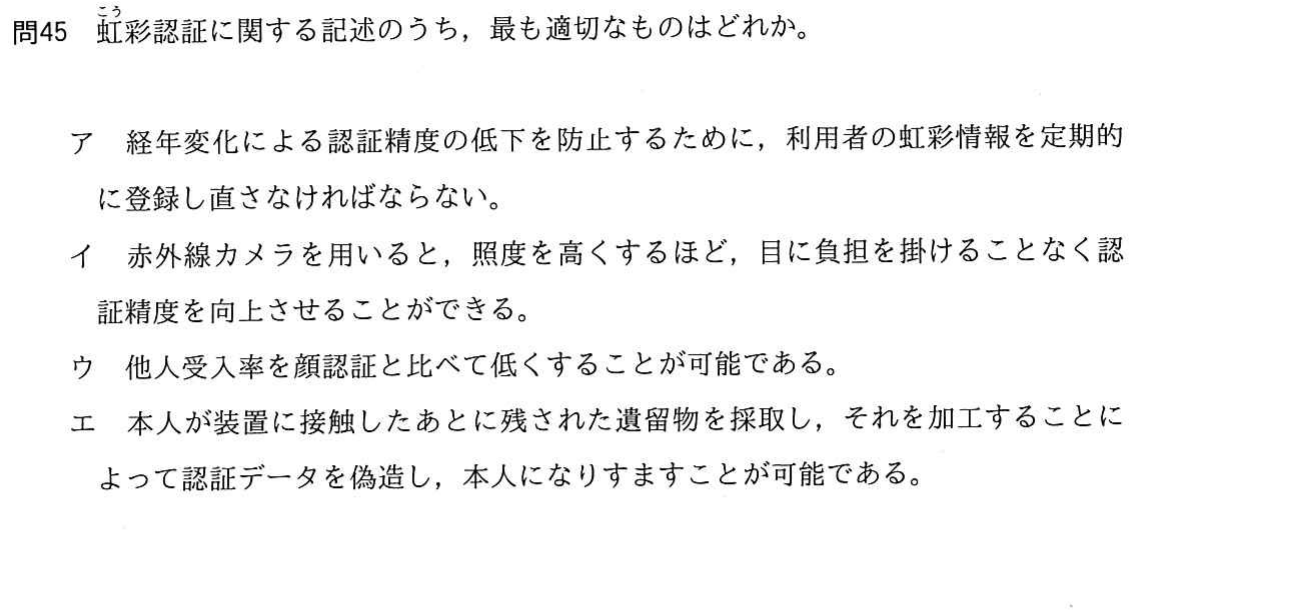 こう
問45　虹彩認証に関する記述のうち，最も適切なものはどれか。
ア　経年変化による認証精度の低下を防止するために，利用者の虹彩情報を定期的
に登録し直さなければならない。
イ　赤外線カメラを用いると，照度を高くするほど，目に負担を掛けることなく認
証精度を向上させることができる。
ウ　他人受入率を顔認証と比べて低くすることが可能である。
エ　本人が装置に接触したあとに残された遺留物を採取し，それを加工することに
よって認証データを偽造し，本人になりすますことが可能である。